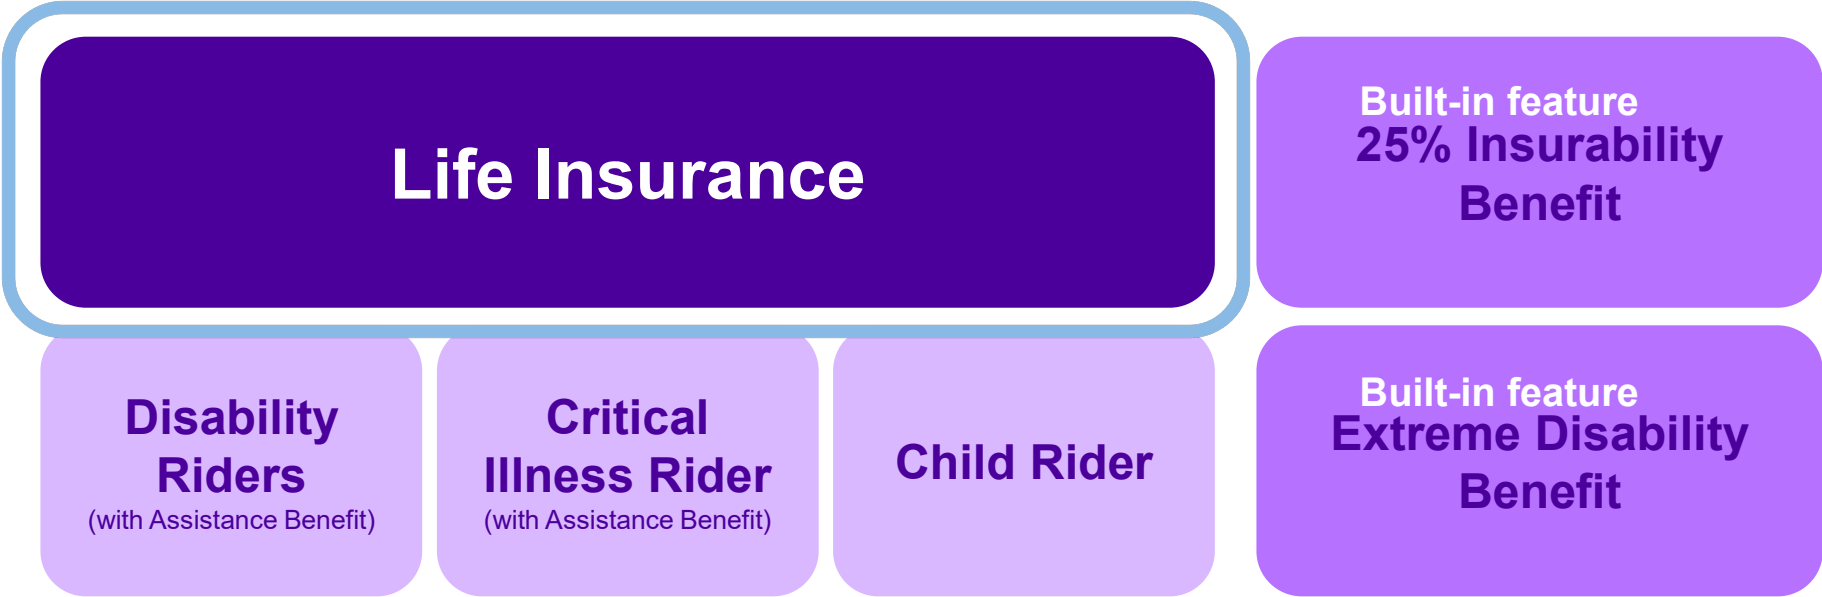 Life Insurance
Built-in feature
25% Insurability
Benefit
Disability
Riders
(with Assistance Benefit)
Critical
Illness Rider
(with Assistance Benefit)
Child Rider
Built-in feature
Extreme Disability
Benefit